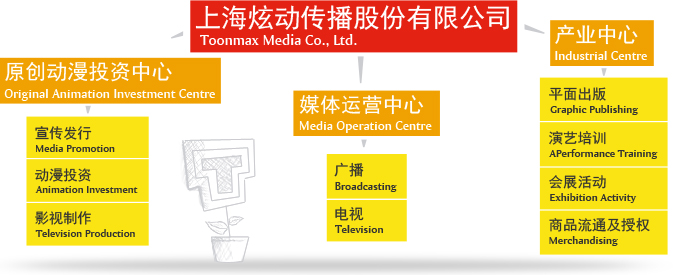 上海炫动传播股份有限公司
Toonmax Media Co., Ltd.
原创动漫投资中心
Original Animation Investment Centre
宣传发行
Media Promotion
动漫投资
Animation Investment
影视制作
Television Production
媒体运营中心
Media Operation Centre
广播
Broadcasting
电视
Television
产业中心
Industrial Centre
平面出版
Graphic Publishing
演艺培训
APerformance Training
会展活动
Exhibition Activity
商品流通及授权
Merchandising